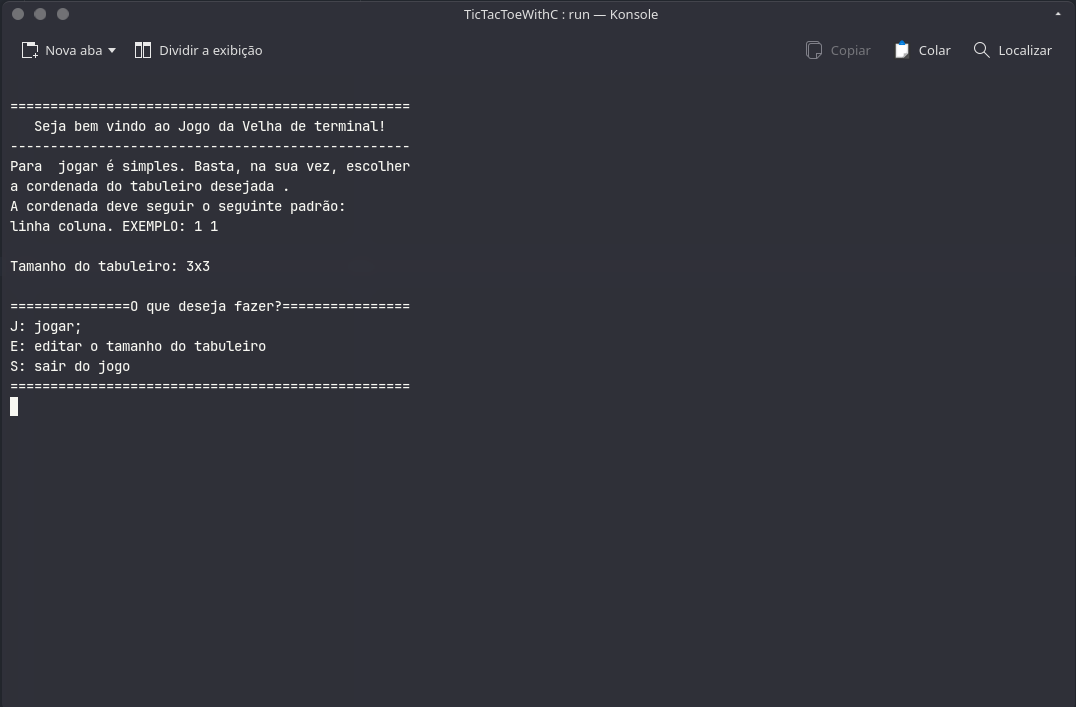 TicTacToeWithC : run — Konsole
Nova aba
Dividir a exibição
Copiar
Colar
Localizar
==================================================
   Seja bem vindo ao Jogo da Velha de terminal!
--------------------------------------------------
Para  jogar é simples. Basta, na sua vez, escolher
a cordenada do tabuleiro desejada .
A cordenada deve seguir o seguinte padrão:
linha coluna. EXEMPLO: 1 1
Tamanho do tabuleiro: 3x3
===============O que deseja fazer?================
J: jogar;
E: editar o tamanho do tabuleiro
S: sair do jogo
==================================================